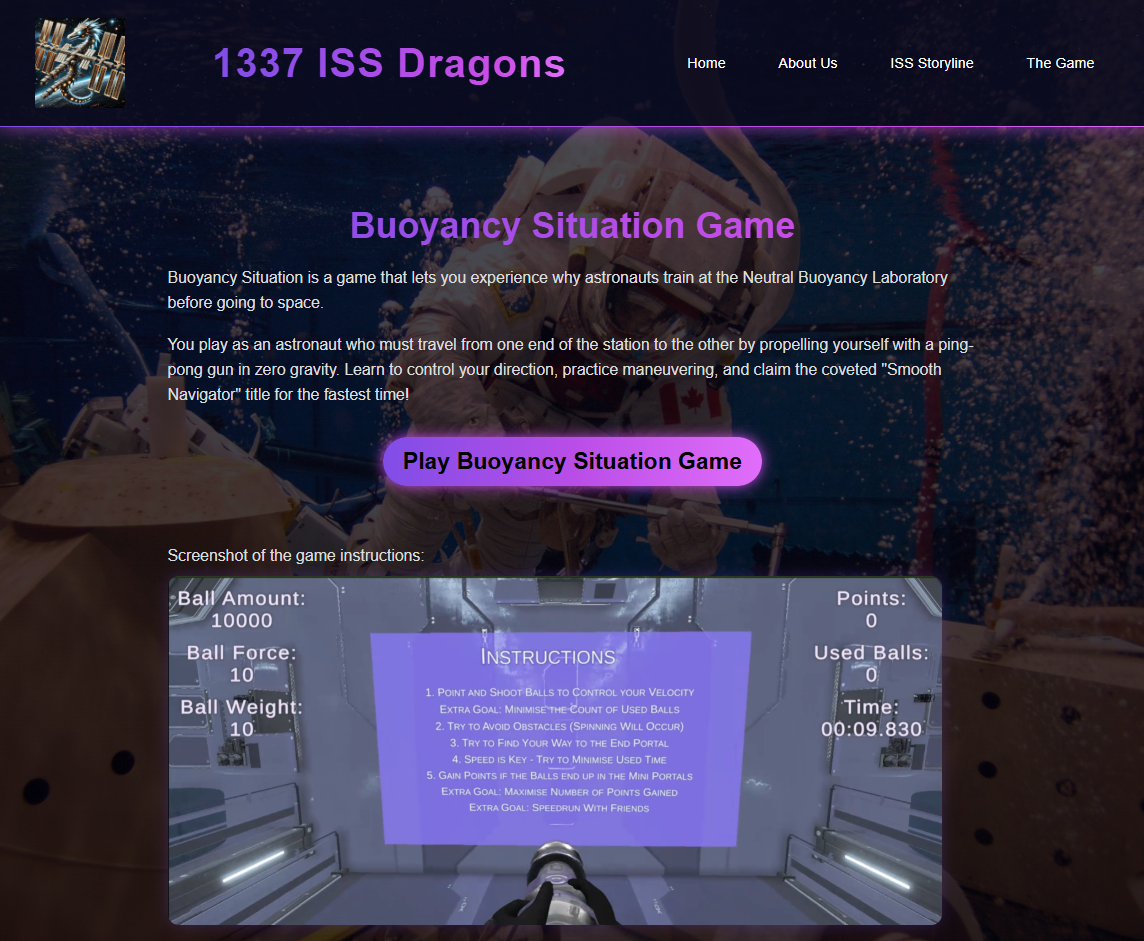 1337 ISS Dragons
Home
About Us
ISS Storyline
The Game
Buoyancy Situation Game
Buoyancy Situation is a game that lets you experience why astronauts train at the Neutral Buoyancy Laboratory
before going to space.
You play as an astronaut who must travel from one end of the station to the other by propelling yourself with a ping-
pong gun in zero gravity. Learn to control your direction, practice maneuvering, and claim the coveted "Smooth
Navigator" title for the fastest time!
Play Buoyancy Situation Game
Screenshot of the game instructions:
Ball Amount:
10000
Ball Force:
10
Ball Weight:
10
Instructions
1. Point and Shoot Balls to Control your Velocity
Extra Goal: Minimise the Count of Used Balls
2. Try to Avoid Obstacles (Spinning Will Occur)
3. Try to Find Your Way to the End Portal
4. Speed is Key - Try to Minimise Used Time
5. Gain Points if the Balls end up in the Mini Portals
Extra Goal: Maximise Number of Points Gained
Extra Goal: Speedrun With Friends
Points:
0
Used Balls:
0
Time:
00:09.830